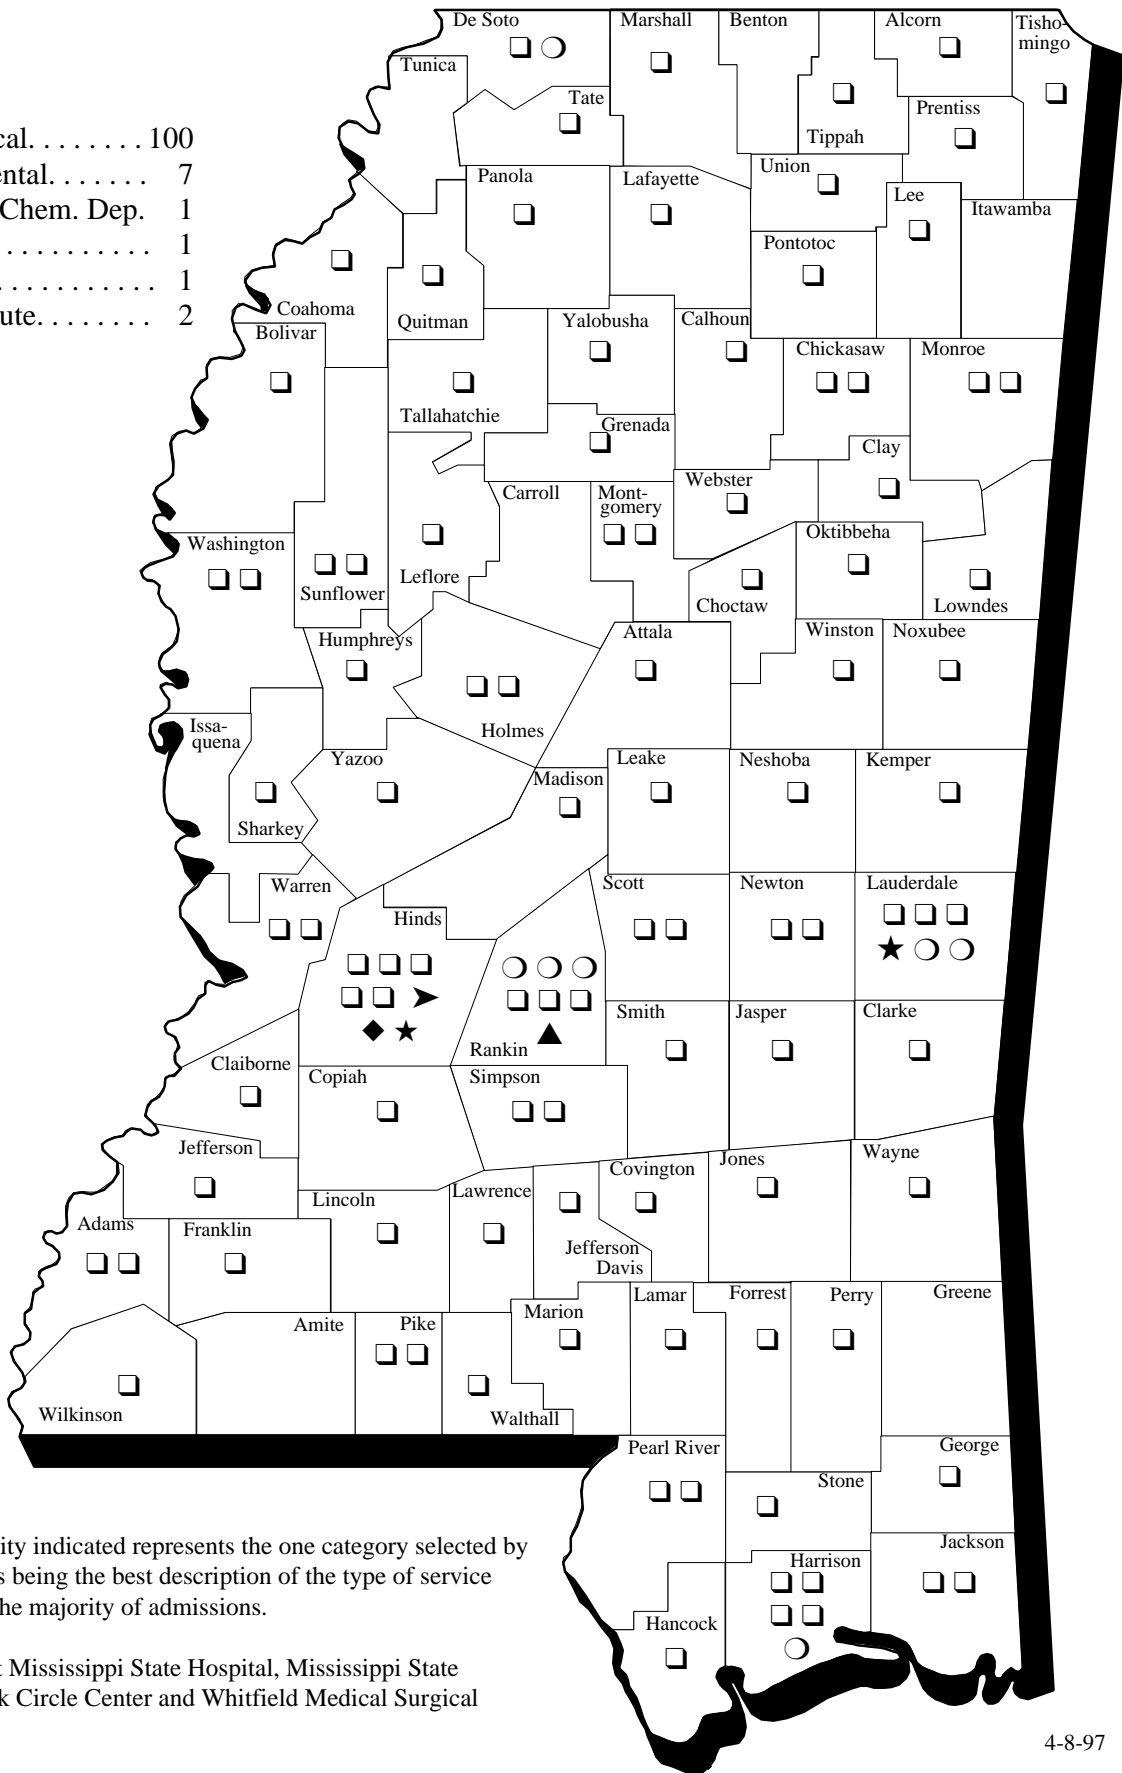 De Soto
Marshall
Benton
Alcorn
Tisho-
mingo
Tunica
Tate
Prentiss
Tippah
cal. . . . . . . . 100
ental. . . . . . . 7
Chem. Dep. 1
. . . . . . . . . . . . 1
. . . . . . . . . . . . 1
ute. . . . . . . . 2
Panola
Lafayette
Union
Lee
Itawamba
Pontotoc
Coahoma
Quitman
Bolivar
Yalobusha
Calhoun
Chickasaw
Monroe
Tallahatchie
Grenada
Clay
Webster
Carroll
Mont-
gomery
Oktibbeha
Washington
Sunflower
Leflore
Choctaw
Lowndes
Humphreys
Attala
Winston
Noxubee
Issa-
quena
Holmes
Yazoo
Madison
Leake
Neshoba
Kemper
Sharkey
Warren
Scott
Newton
Lauderdale
Hinds
Rankin
Smith
Jasper
Clarke
Claiborne
Copiah
Simpson
Jefferson
Covington
Jones
Wayne
Lincoln
Lawrence
Adams
Franklin
Jefferson
Davis
Lamar
Forrest
Perry
Greene
Amite
Pike
Marion
Wilkinson
Walthall
Pearl River
George
Stone
Jackson
Harrison
Hancock
ity indicated represents the one category selected by
s being the best description of the type of service
he majority of admissions.
t Mississippi State Hospital, Mississippi State
k Circle Center and Whitfield Medical Surgical
4-8-97